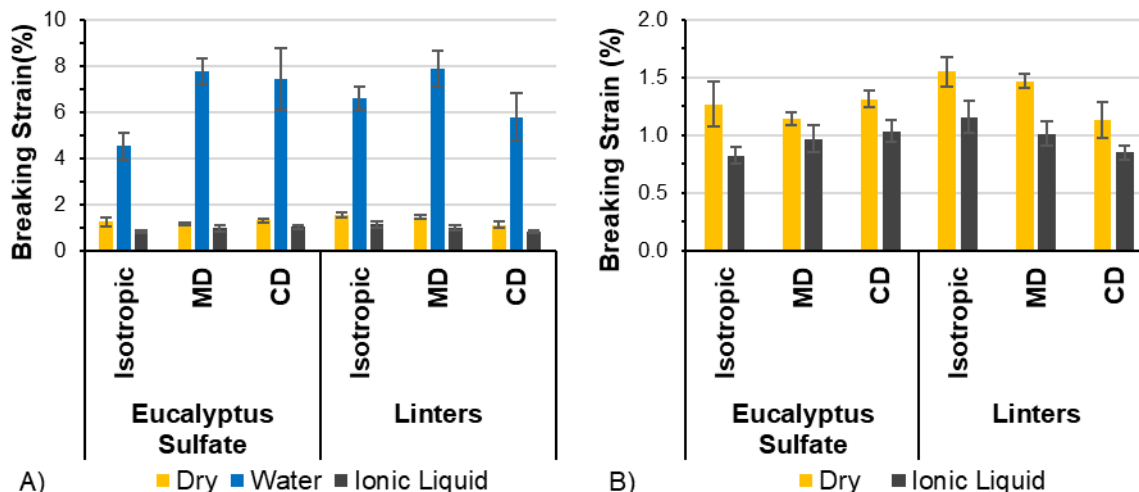 Breaking Strain(%)
10
8
6
4
2
0
Isotropic
MD
CD
Isotropic
MD
CD
Eucalyptus
Sulfate
Linters
A)
Dry Water Ionic Liquid
Breaking Strain (%)
2.0
1.5
1.0
0.5
0.0
Isotropic
MD
CD
Isotropic
MD
CD
Eucalyptus
Sulfate
Linters
B)
Dry Ionic Liquid